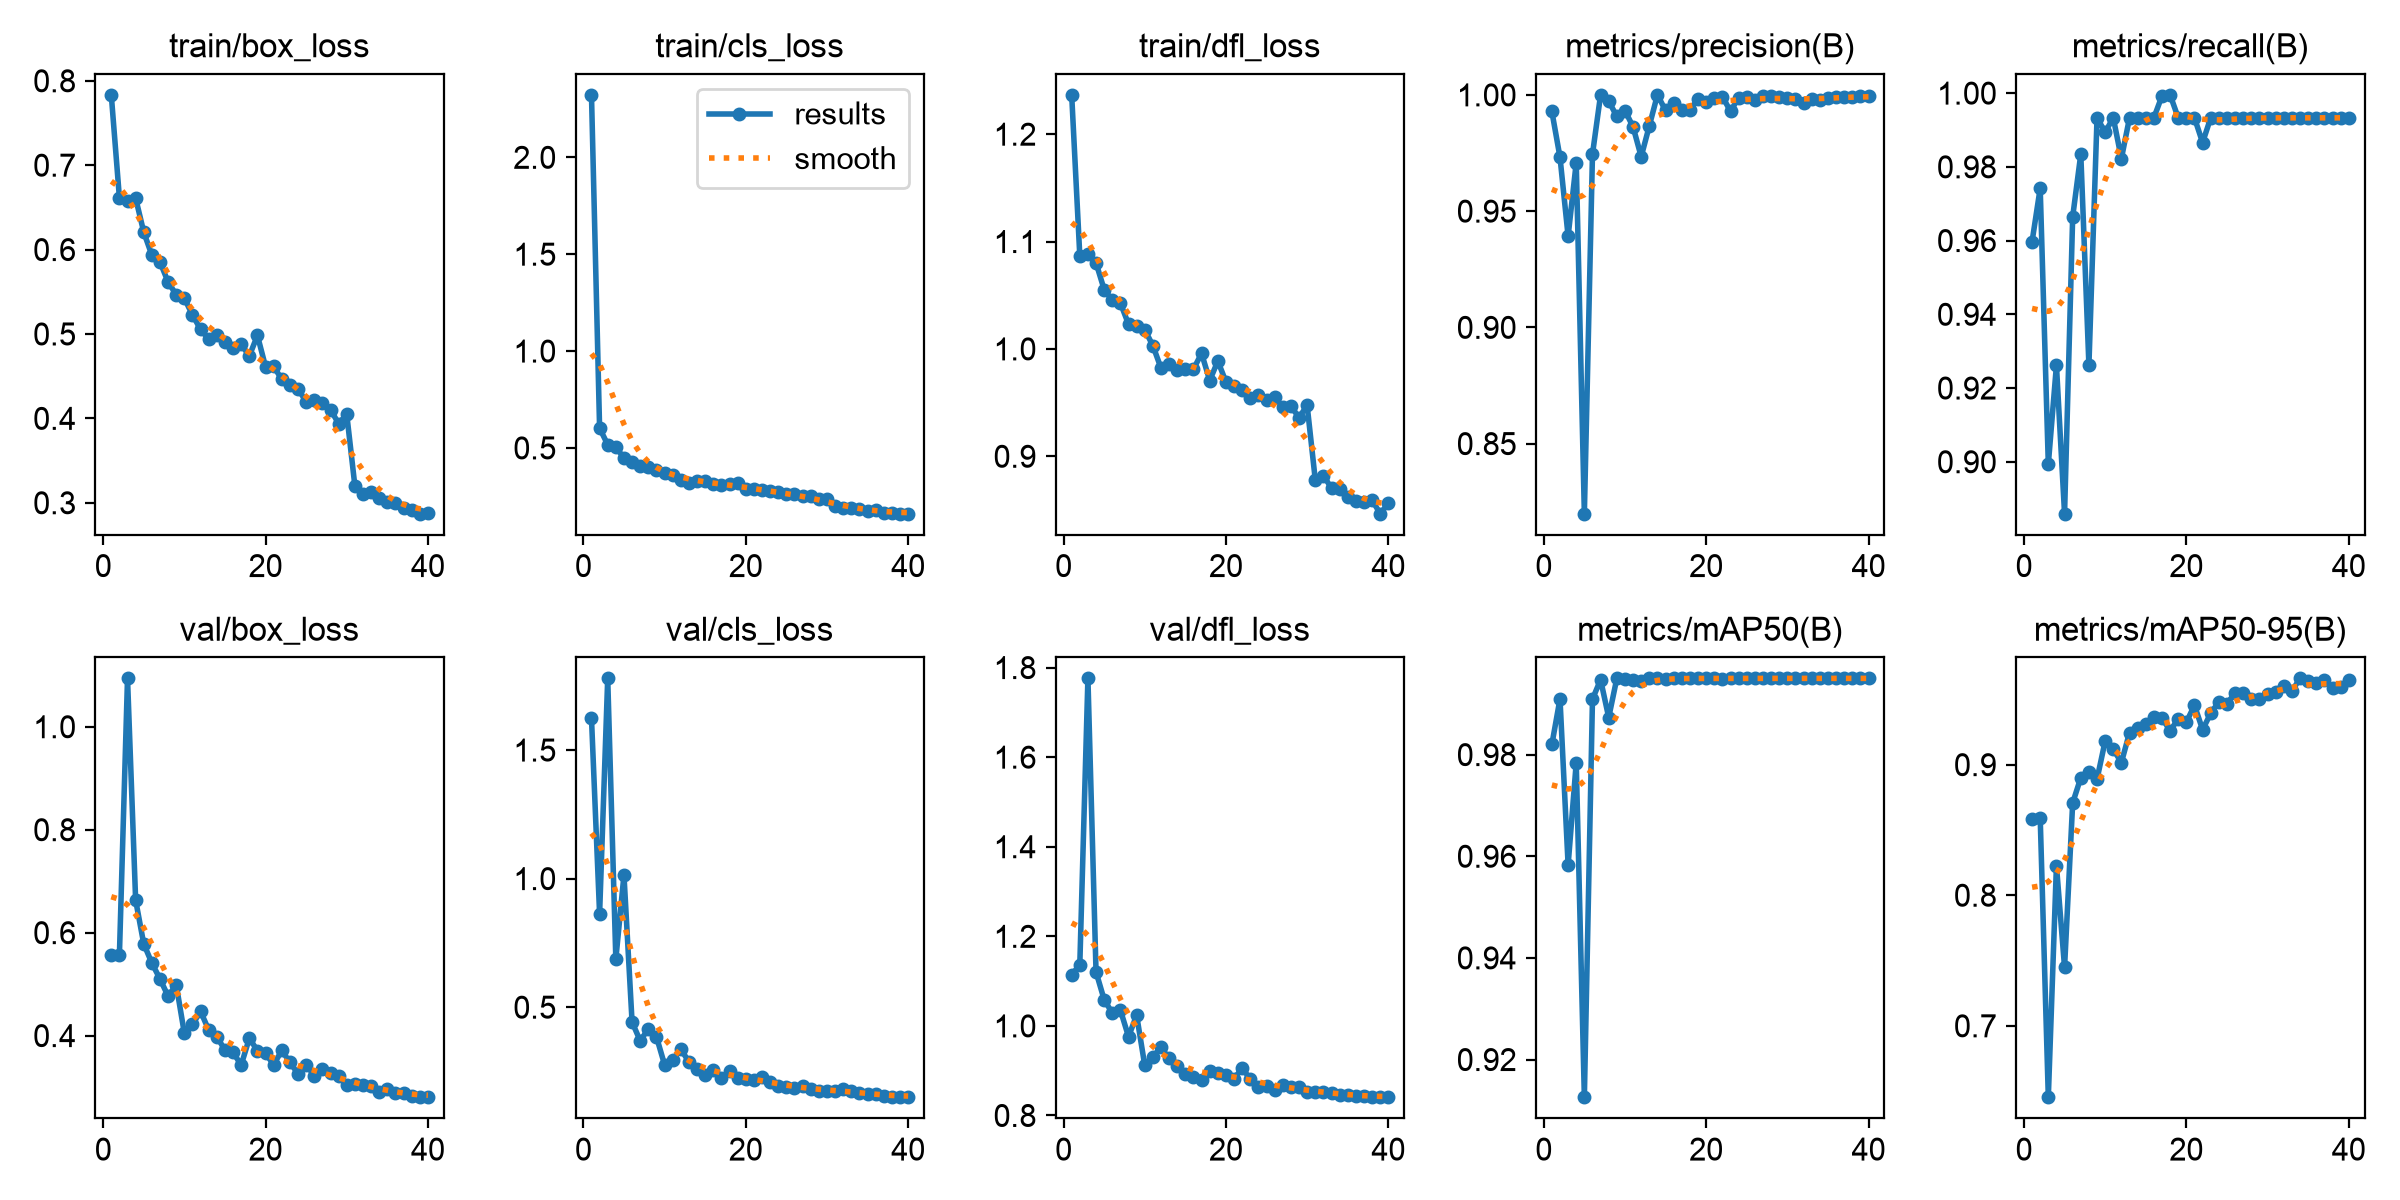 train/box_loss
0.8
0.7
0.6
0.5
0.4
0.3
0 20 40
train/cls_loss
results
smooth
2.0
1.5
1.0
0.5
0 20 40
train/dfl_loss
1.2
1.1
1.0
0.9
0 20 40
metrics/precision(B)
1.00
0.95
0.90
0.85
0 20 40
metrics/recall(B)
1.00
0.98
0.96
0.94
0.92
0.90
0 20 40
val/box_loss
1.0
0.8
0.6
0.4
0 20 40
val/cls_loss
1.5
1.0
0.5
0 20 40
val/dfl_loss
1.8
1.6
1.4
1.2
1.0
0.8
0 20 40
metrics/mAP50(B)
0.98
0.96
0.94
0.92
0 20 40
metrics/mAP50-95(B)
0.9
0.8
0.7
0 20 40